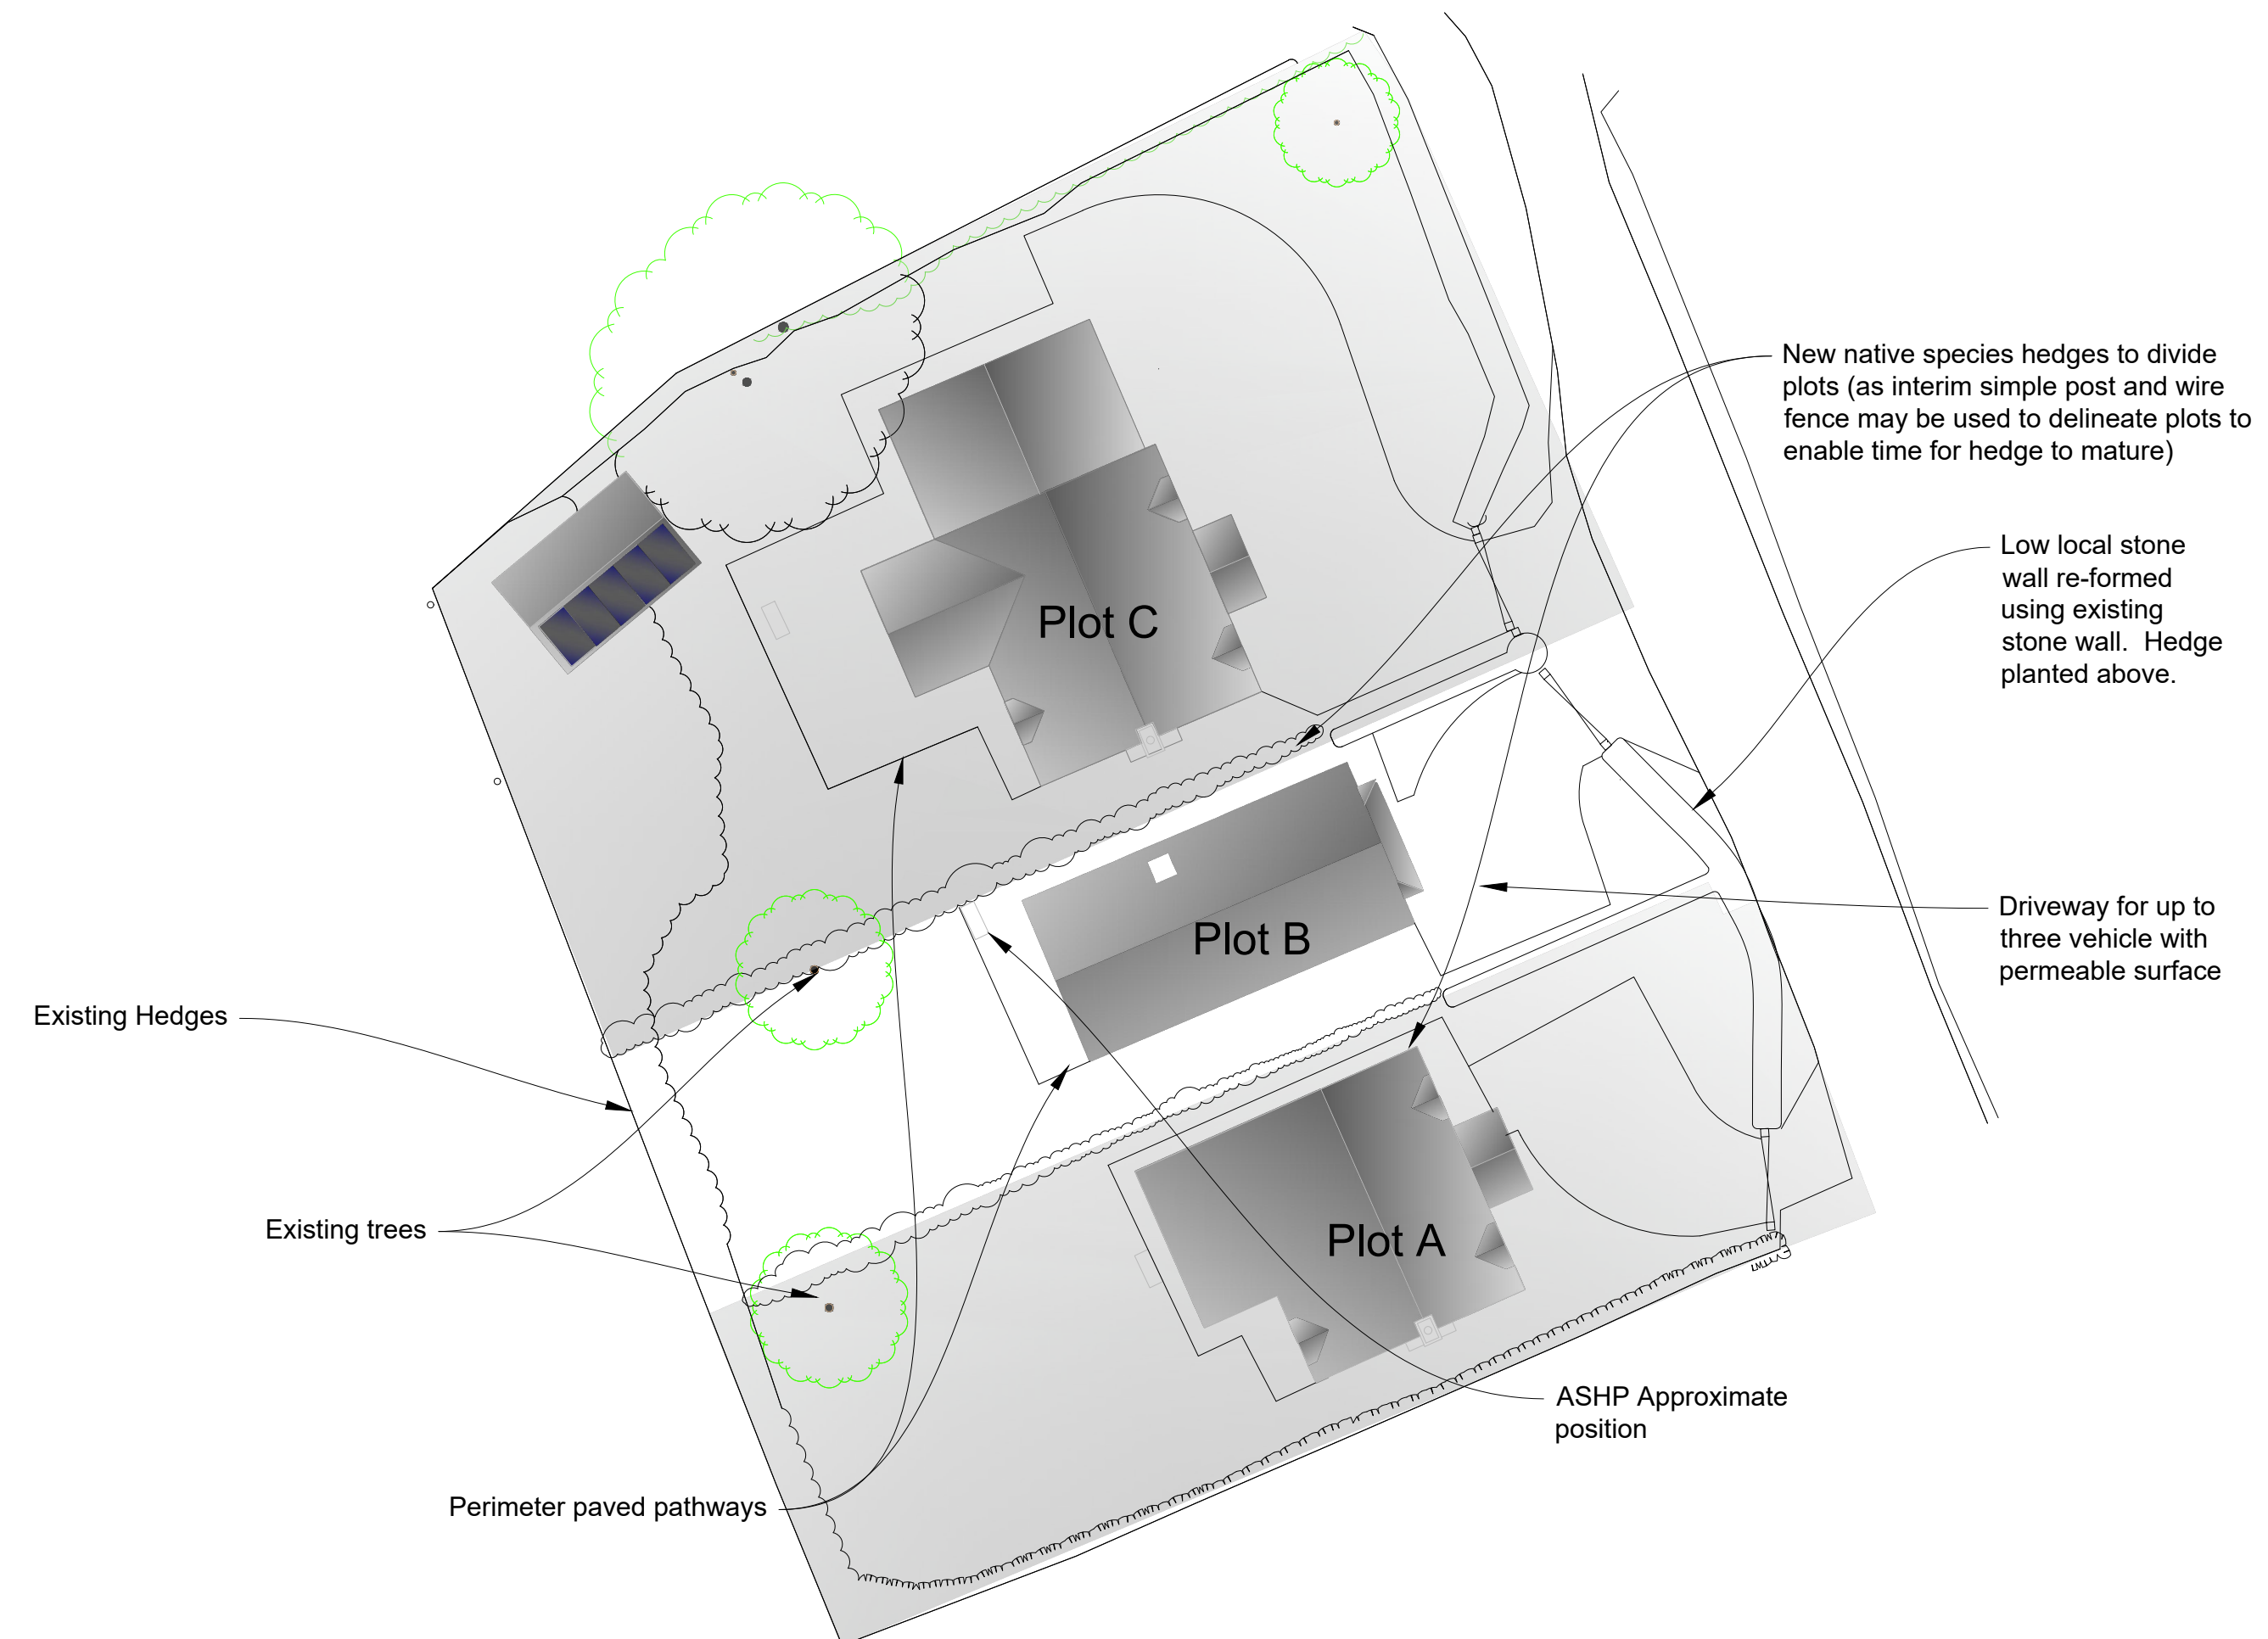 New native species hedges to divide
plots (as interim simple post and wire
fence may be used to delineate plots to
enable time for hedge to mature)
Low local stone
wall re-formed
using existing
stone wall. Hedge
planted above.
Plot C
Driveway for up to
three vehicle with
permeable surface
Plot B
Existing Hedges
Existing trees
Plot A
ASHP Approximate
position
Perimeter paved pathways